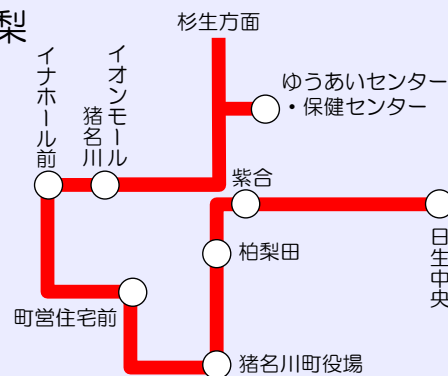 梨
杉生方面
イナホール前
イオンモール
猪名川
ゆうあいセンター
・保健センター
紫合
日生中央
柏梨田
町営住宅前
猪名川町役場